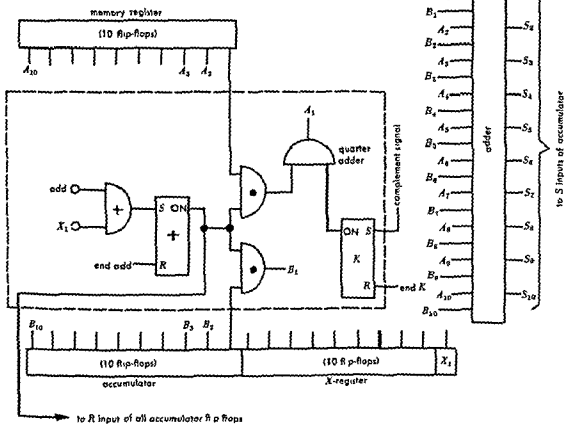 memory register
(10 flip-flops)
A10 A3 A2
A1
quarter
adder
complement signal
add
X1
+
S ON
+
R
end add
•
•
B1
ON S
K
R
end K
B10 B3 B2
(10 flip-flops)
accumulator
(10 flip-flops)
X-register
X1
to R input of all accumulator flip flops
B1
A2
B2
A3
B3
A4
B4
A5
B5
A6
B6
A7
B7
A8
B8
A9
B9
A10
B10
adder
S2
S3
S4
S5
S6
S7
S8
S9
S10
to S inputs of accumulator